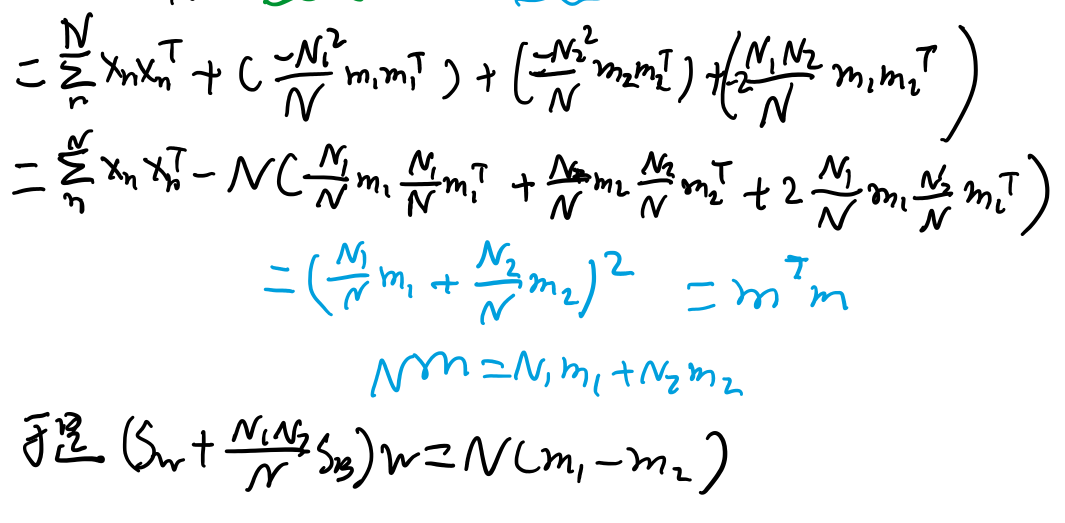 = \sum_n^N x_n x_n^T + ( \frac{-N_1^2}{N} m_1 m_1^T ) + ( \frac{-N_2^2}{N} m_2 m_2^T ) + ( -2 \frac{N_1 N_2}{N} m_1 m_2^T )
= \sum_n^N x_n x_n^T - N ( \frac{N_1}{N} m_1 \frac{N_1}{N} m_1^T + \frac{N_2}{N} m_2 \frac{N_2}{N} m_2^T + 2 \frac{N_1}{N} m_1 \frac{N_2}{N} m_2^T )
= ( \frac{N_1}{N} m_1 + \frac{N_2}{N} m_2 )^2 = m^T m
N m = N_1 m_1 + N_2 m_2
于是 ( S_w + \frac{N_1 N_2}{N} S_B ) w = N ( m_1 - m_2 )